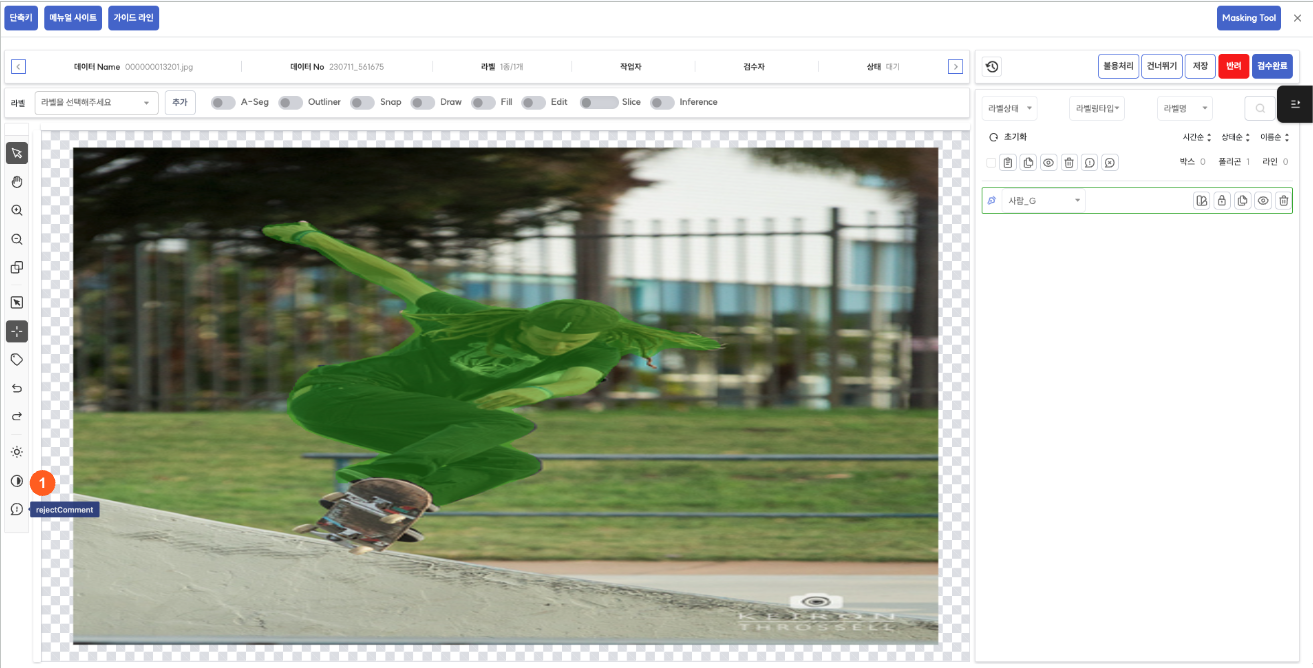 단축키 메뉴얼 사이트 가이드 라인 Masking Tool
데이터 Name 000000013201.jpg 데이터 No 230711_561675 라벨 1종/1개 작업자 검수자 상태 대기
불용처리 건너뛰기 저장 반려 검수완료
라벨 라벨을 선택해주세요 추가 A-Seg Outliner Snap Draw Fill Edit Slice Inference
라벨상태 라벨링타입 라벨명
초기화 시간순 상태순 이름순
박스 0 폴리곤 1 라인 0
사람_G
1
rejectComment
KEIRON
THROSSELL